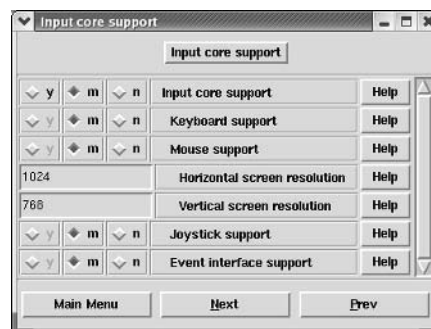 Input core support
Input core support
y m n Input core support Help
y m n Keyboard support Help
y m n Mouse support Help
1024 Horizontal screen resolution Help
768 Vertical screen resolution Help
y m n Joystick support Help
y m n Event interface support Help
Main Menu Next Prev